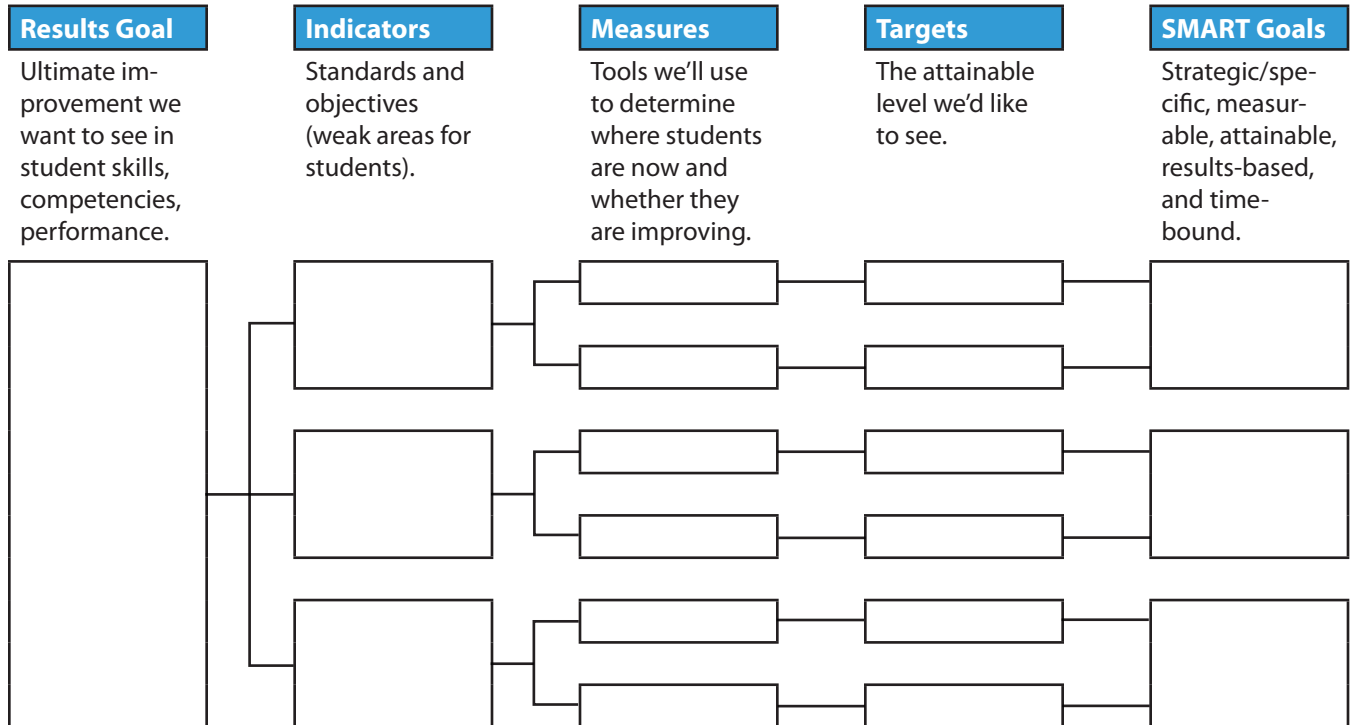 Results Goal
Ultimate im-
provement we
want to see in
student skills,
competencies,
performance.
Indicators
Standards and
objectives
(weak areas for
students).
Measures
Tools we'll use
to determine
where students
are now and
whether they
are improving.
Targets
The attainable
level we'd like
to see.
SMART Goals
Strategic/spe-
cific, measur-
able, attainable,
results-based,
and time-
bound.